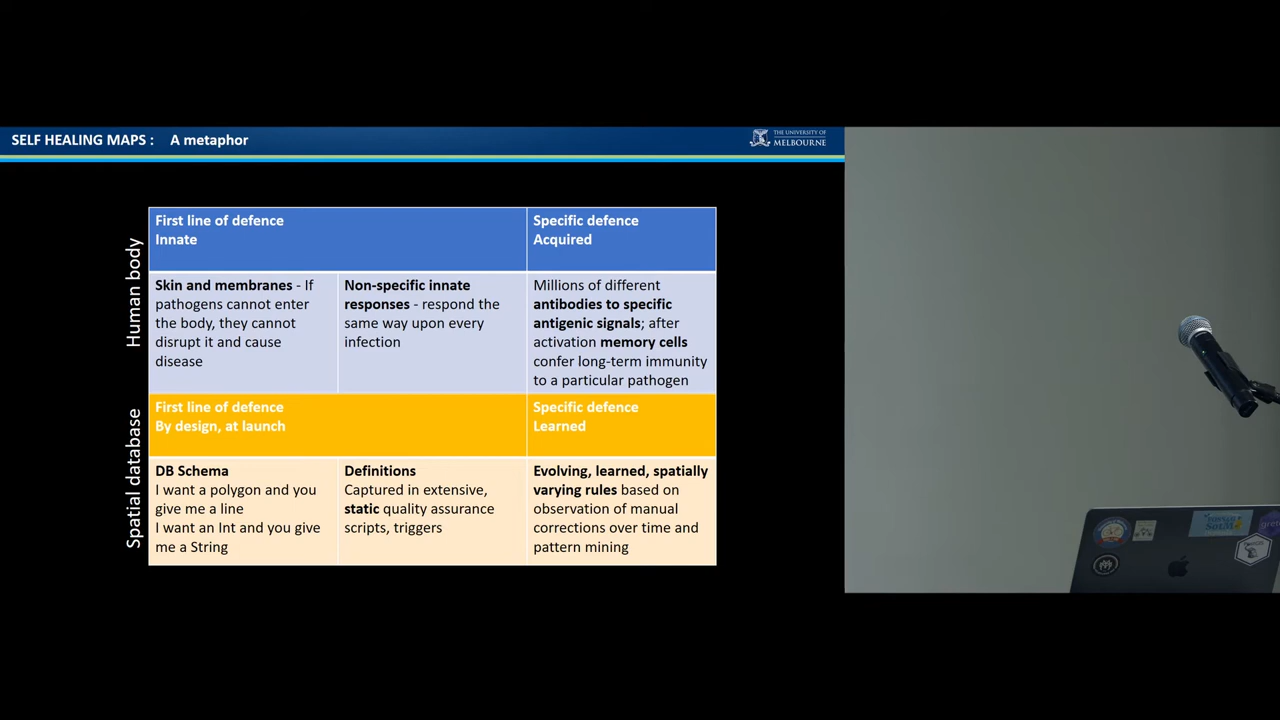 SELF HEALING MAPS : A metaphor
THE UNIVERSITY OF
MELBOURNE
Human body
First line of defence
Innate
Specific defence
Acquired
Skin and membranes - If
pathogens cannot enter
the body, they cannot
disrupt it and cause
disease
Non-specific innate
responses - respond the
same way upon every
infection
Millions of different
antibodies to specific
antigenic signals; after
activation memory cells
confer long-term immunity
to a particular pathogen
Spatial database
First line of defence
By design, at launch
Specific defence
Learned
DB Schema
I want a polygon and you
give me a line
I want an Int and you give
me a String
Definitions
Captured in extensive,
static quality assurance
scripts, triggers
Evolving, learned, spatially
varying rules based on
observation of manual
corrections over time and
pattern mining
SotM